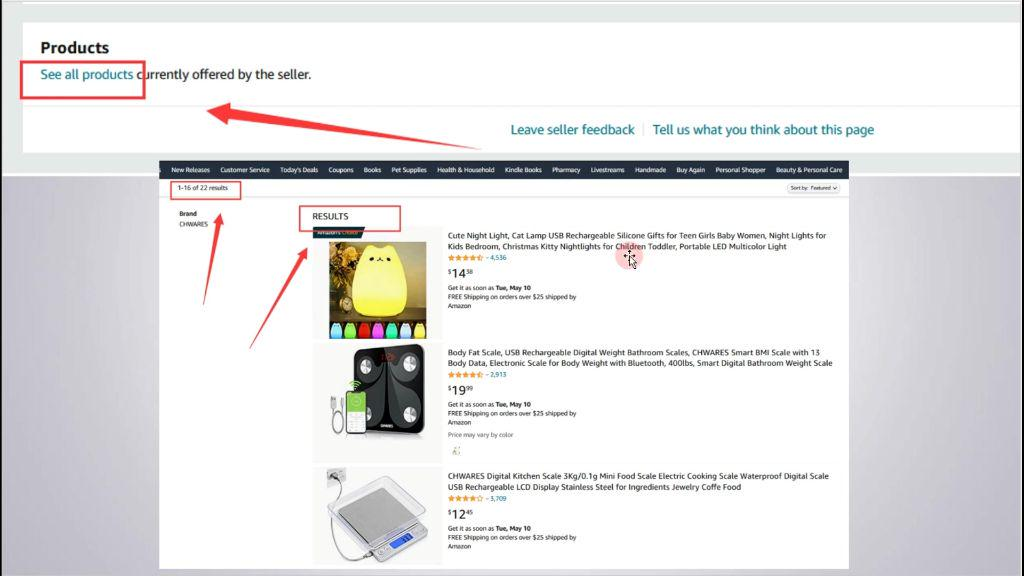 Products
See all products currently offered by the seller.
Leave seller feedback
Tell us what you think about this page
New Releases Customer Service Today's Deals Coupons Books Pet Supplies Health & Household Kindle Books Pharmacy Livestreams Handmade Buy Again Personal Shopper Beauty & Personal Care
1-16 of 22 results
Sort by: Featured
Brand
CHWARES
RESULTS
Amazon's Choice
Cute Night Light, Cat Lamp USB Rechargeable Silicone Gifts for Teen Girls Baby Women, Night Lights for
Kids Bedroom, Christmas Kitty Nightlights for Children Toddler, Portable LED Multicolor Light
4,536
$14.38
Get it as soon as Tue, May 10
FREE Shipping on orders over $25 shipped by
Amazon
Body Fat Scale, USB Rechargeable Digital Weight Bathroom Scales, CHWARES Smart BMI Scale with 13
Body Data, Electronic Scale for Body Weight with Bluetooth, 400lbs, Smart Digital Bathroom Weight Scale
2,913
$19.99
Get it as soon as Tue, May 10
FREE Shipping on orders over $25 shipped by
Amazon
Price may vary by color
CHWARES Digital Kitchen Scale 3Kg/0.1g Mini Food Scale Electric Cooking Scale Waterproof Digital Scale
USB Rechargeable LCD Display Stainless Steel for Ingredients Jewelry Coffe Food
3,709
$12.45
Get it as soon as Tue, May 10
FREE Shipping on orders over $25 shipped by
Amazon